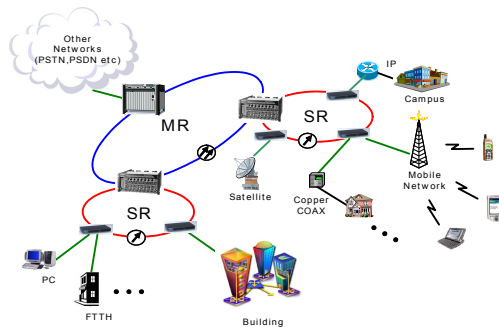 Other
Networks
(PSTN,PSDN etc)
IP
Campus
MR
SR
Mobile
Network
Satellite
Copper
COAX
SR
PC
FTTH
Building